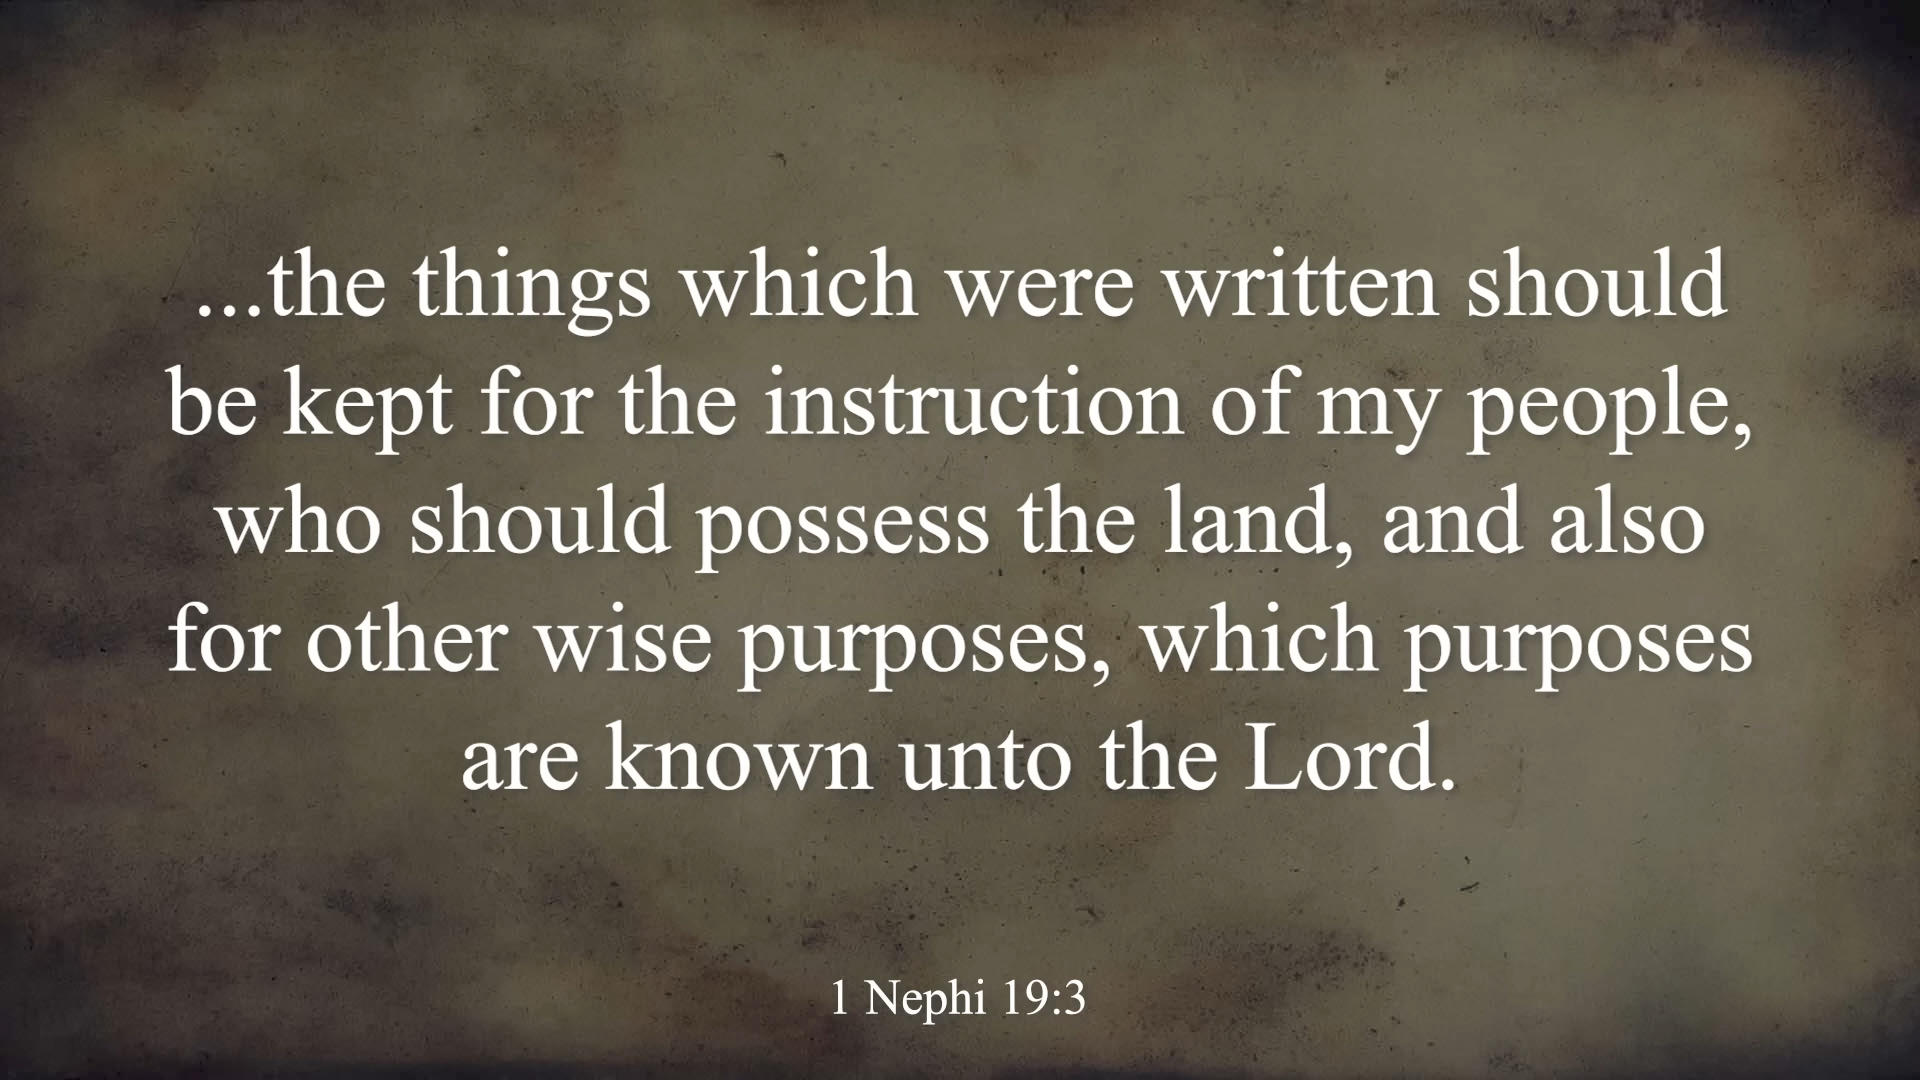 ...the things which were written should
be kept for the instruction of my people,
who should possess the land, and also
for other wise purposes, which purposes
are known unto the Lord.
1 Nephi 19:3